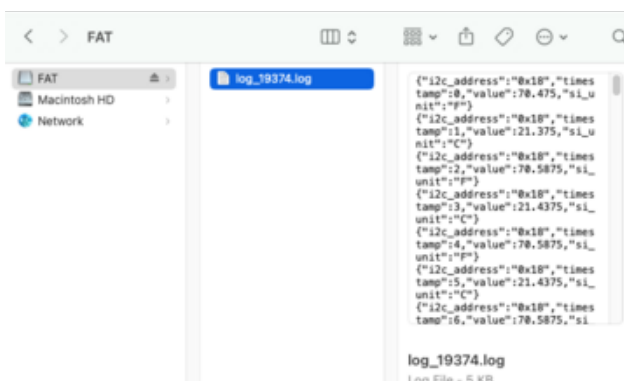 FAT
FAT
Macintosh HD
Network
log_19374.log
{"i2c_address":"0x18","times
tamp":0,"value":70.475,"si_u
nit":"F"}
{"i2c_address":"0x18","times
tamp":1,"value":21.375,"si_u
nit":"C"}
{"i2c_address":"0x18","times
tamp":2,"value":70.5875,"si_
unit":"F"}
{"i2c_address":"0x18","times
tamp":3,"value":21.4375,"si_
unit":"C"}
{"i2c_address":"0x18","times
tamp":4,"value":70.5875,"si_
unit":"F"}
{"i2c_address":"0x18","times
tamp":5,"value":21.4375,"si_
unit":"C"}
{"i2c_address":"0x18","times
tamp":6,"value":70.5875,"si
log_19374.log
Log File - 5 KB